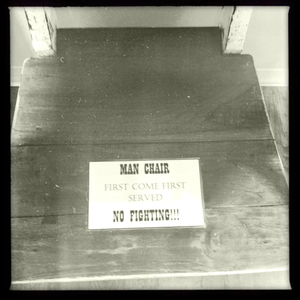 MAN CHAIR
FIRST COME FIRST
SERVED
NO FIGHTING!!!